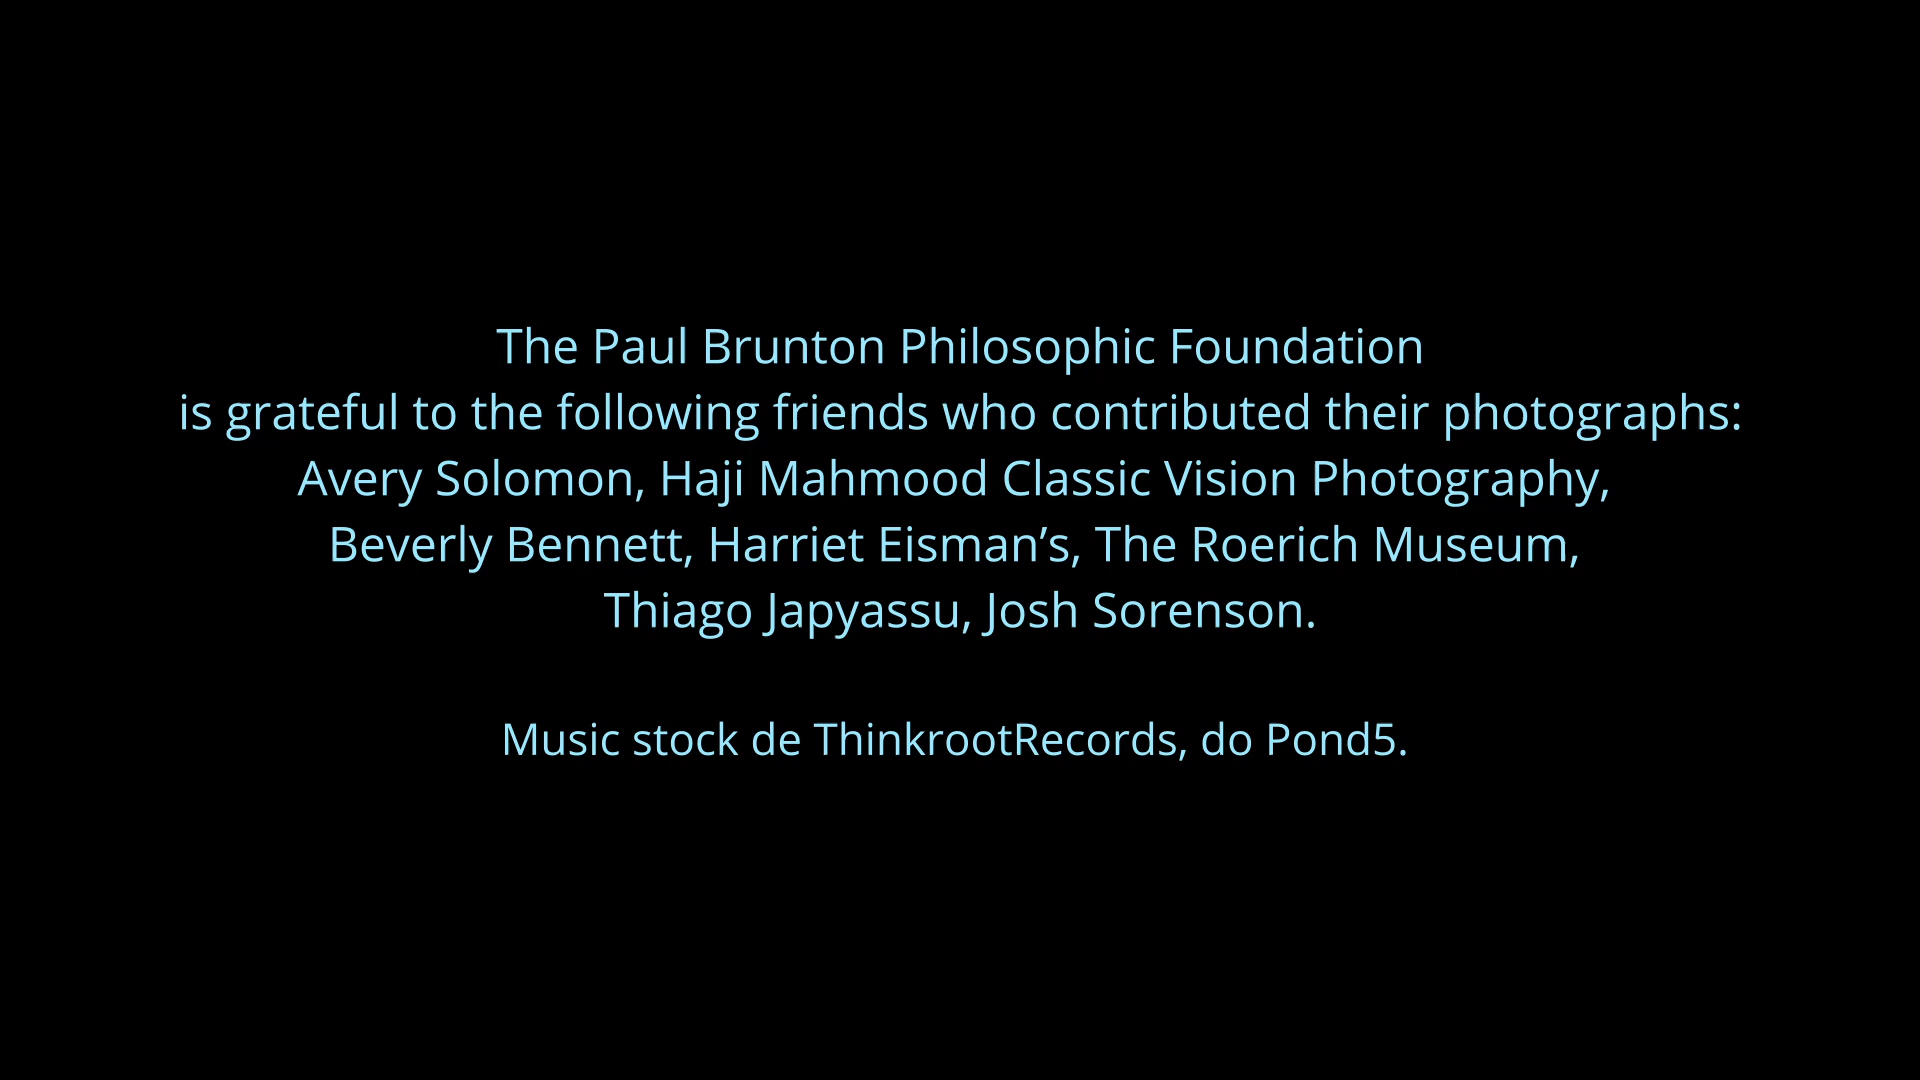 The Paul Brunton Philosophic Foundation
is grateful to the following friends who contributed their photographs:
Avery Solomon, Haji Mahmood Classic Vision Photography,
Beverly Bennett, Harriet Eisman’s, The Roerich Museum,
Thiago Japyassu, Josh Sorenson.
Music stock de ThinkrootRecords, do Pond5.